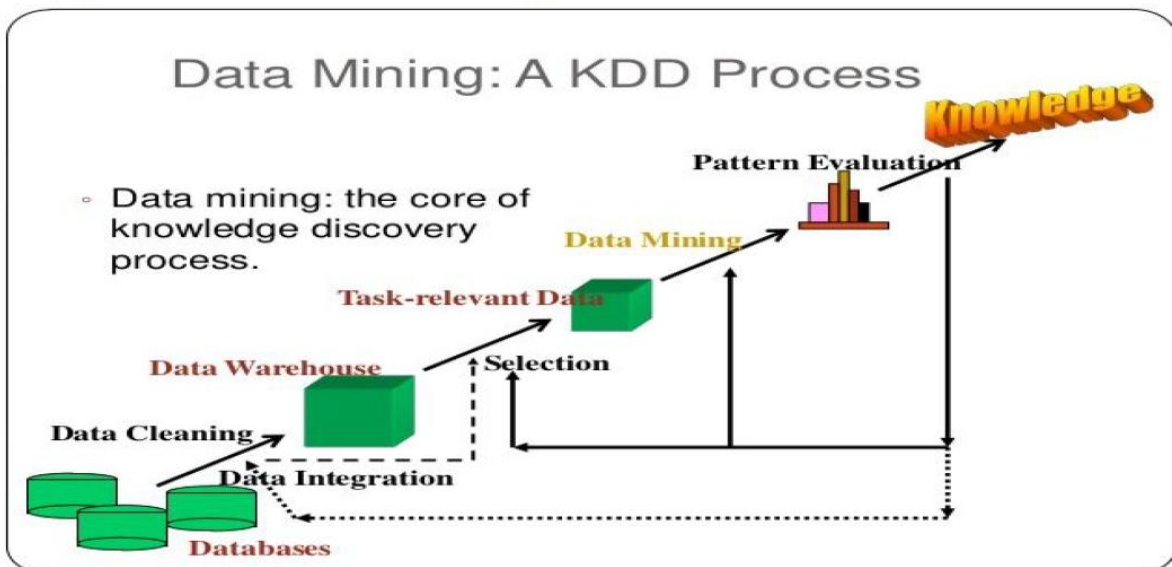 Data Mining: A KDD Process
Knowledge
Pattern Evaluation
◦ Data mining: the core of
knowledge discovery
process.
Data Mining
Task-relevant Data
Selection
Data Warehouse
Data Cleaning
Data Integration
Databases